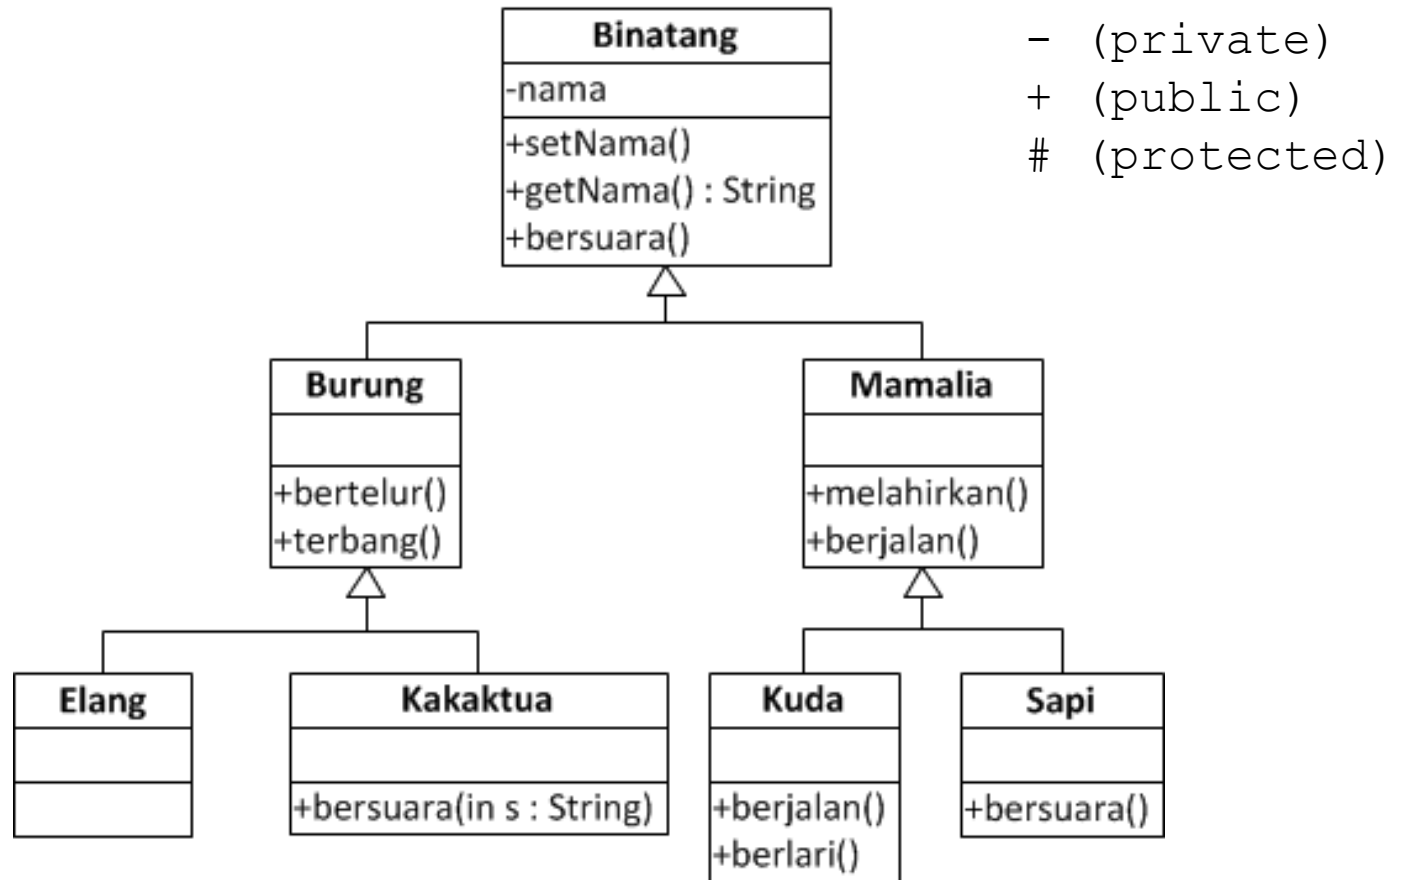 Binatang
-nama
+setNama()
+getNama() : String
+bersuara()
- (private)
+ (public)
# (protected)
Burung
+bertelur()
+terbang()
Mamalia
+melahirkan()
+berjalan()
Elang
Kakaktua
+bersuara(in s : String)
Kuda
+berjalan()
+berlari()
Sapi
+bersuara()